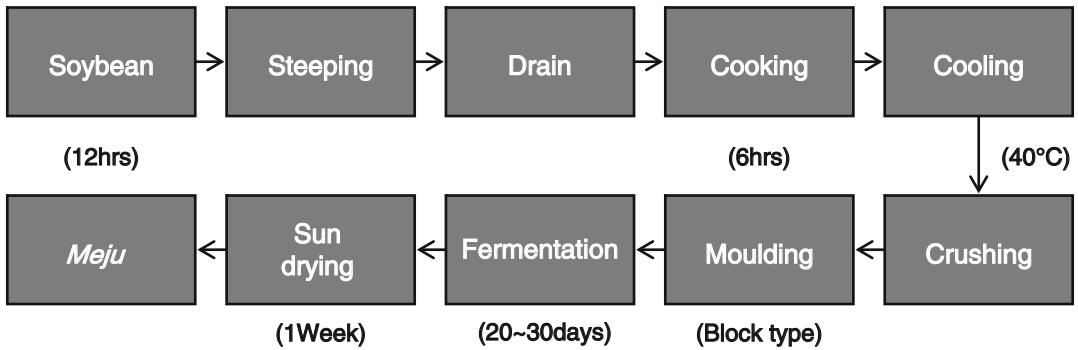 Soybean
Steeping
Drain
Cooking
Cooling
(12hrs)
(6hrs)
(40°C)
Meju
Sun
drying
Fermentation
Moulding
Crushing
(1Week)
(20~30days)
(Block type)